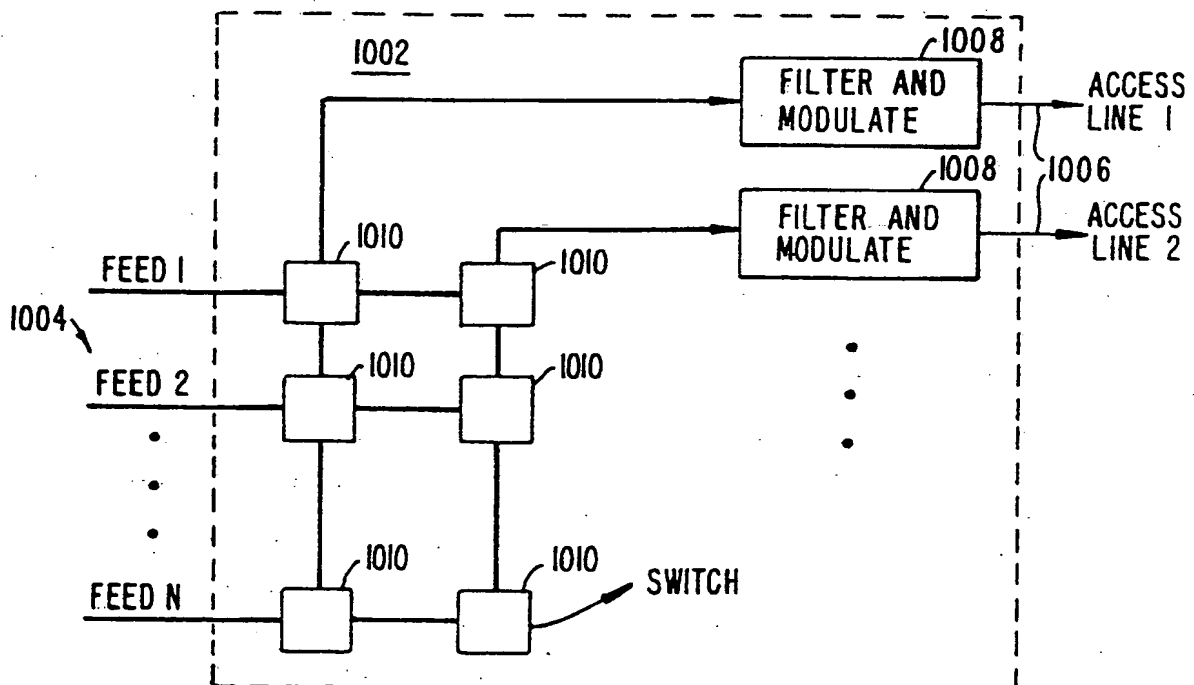 1002
1008
FILTER AND
MODULATE
ACCESS
LINE 1
1008
1006
FILTER AND
MODULATE
ACCESS
LINE 2
1010
1010
FEED 1
1004
1010
1010
FEED 2
1010
1010
SWITCH
FEED N